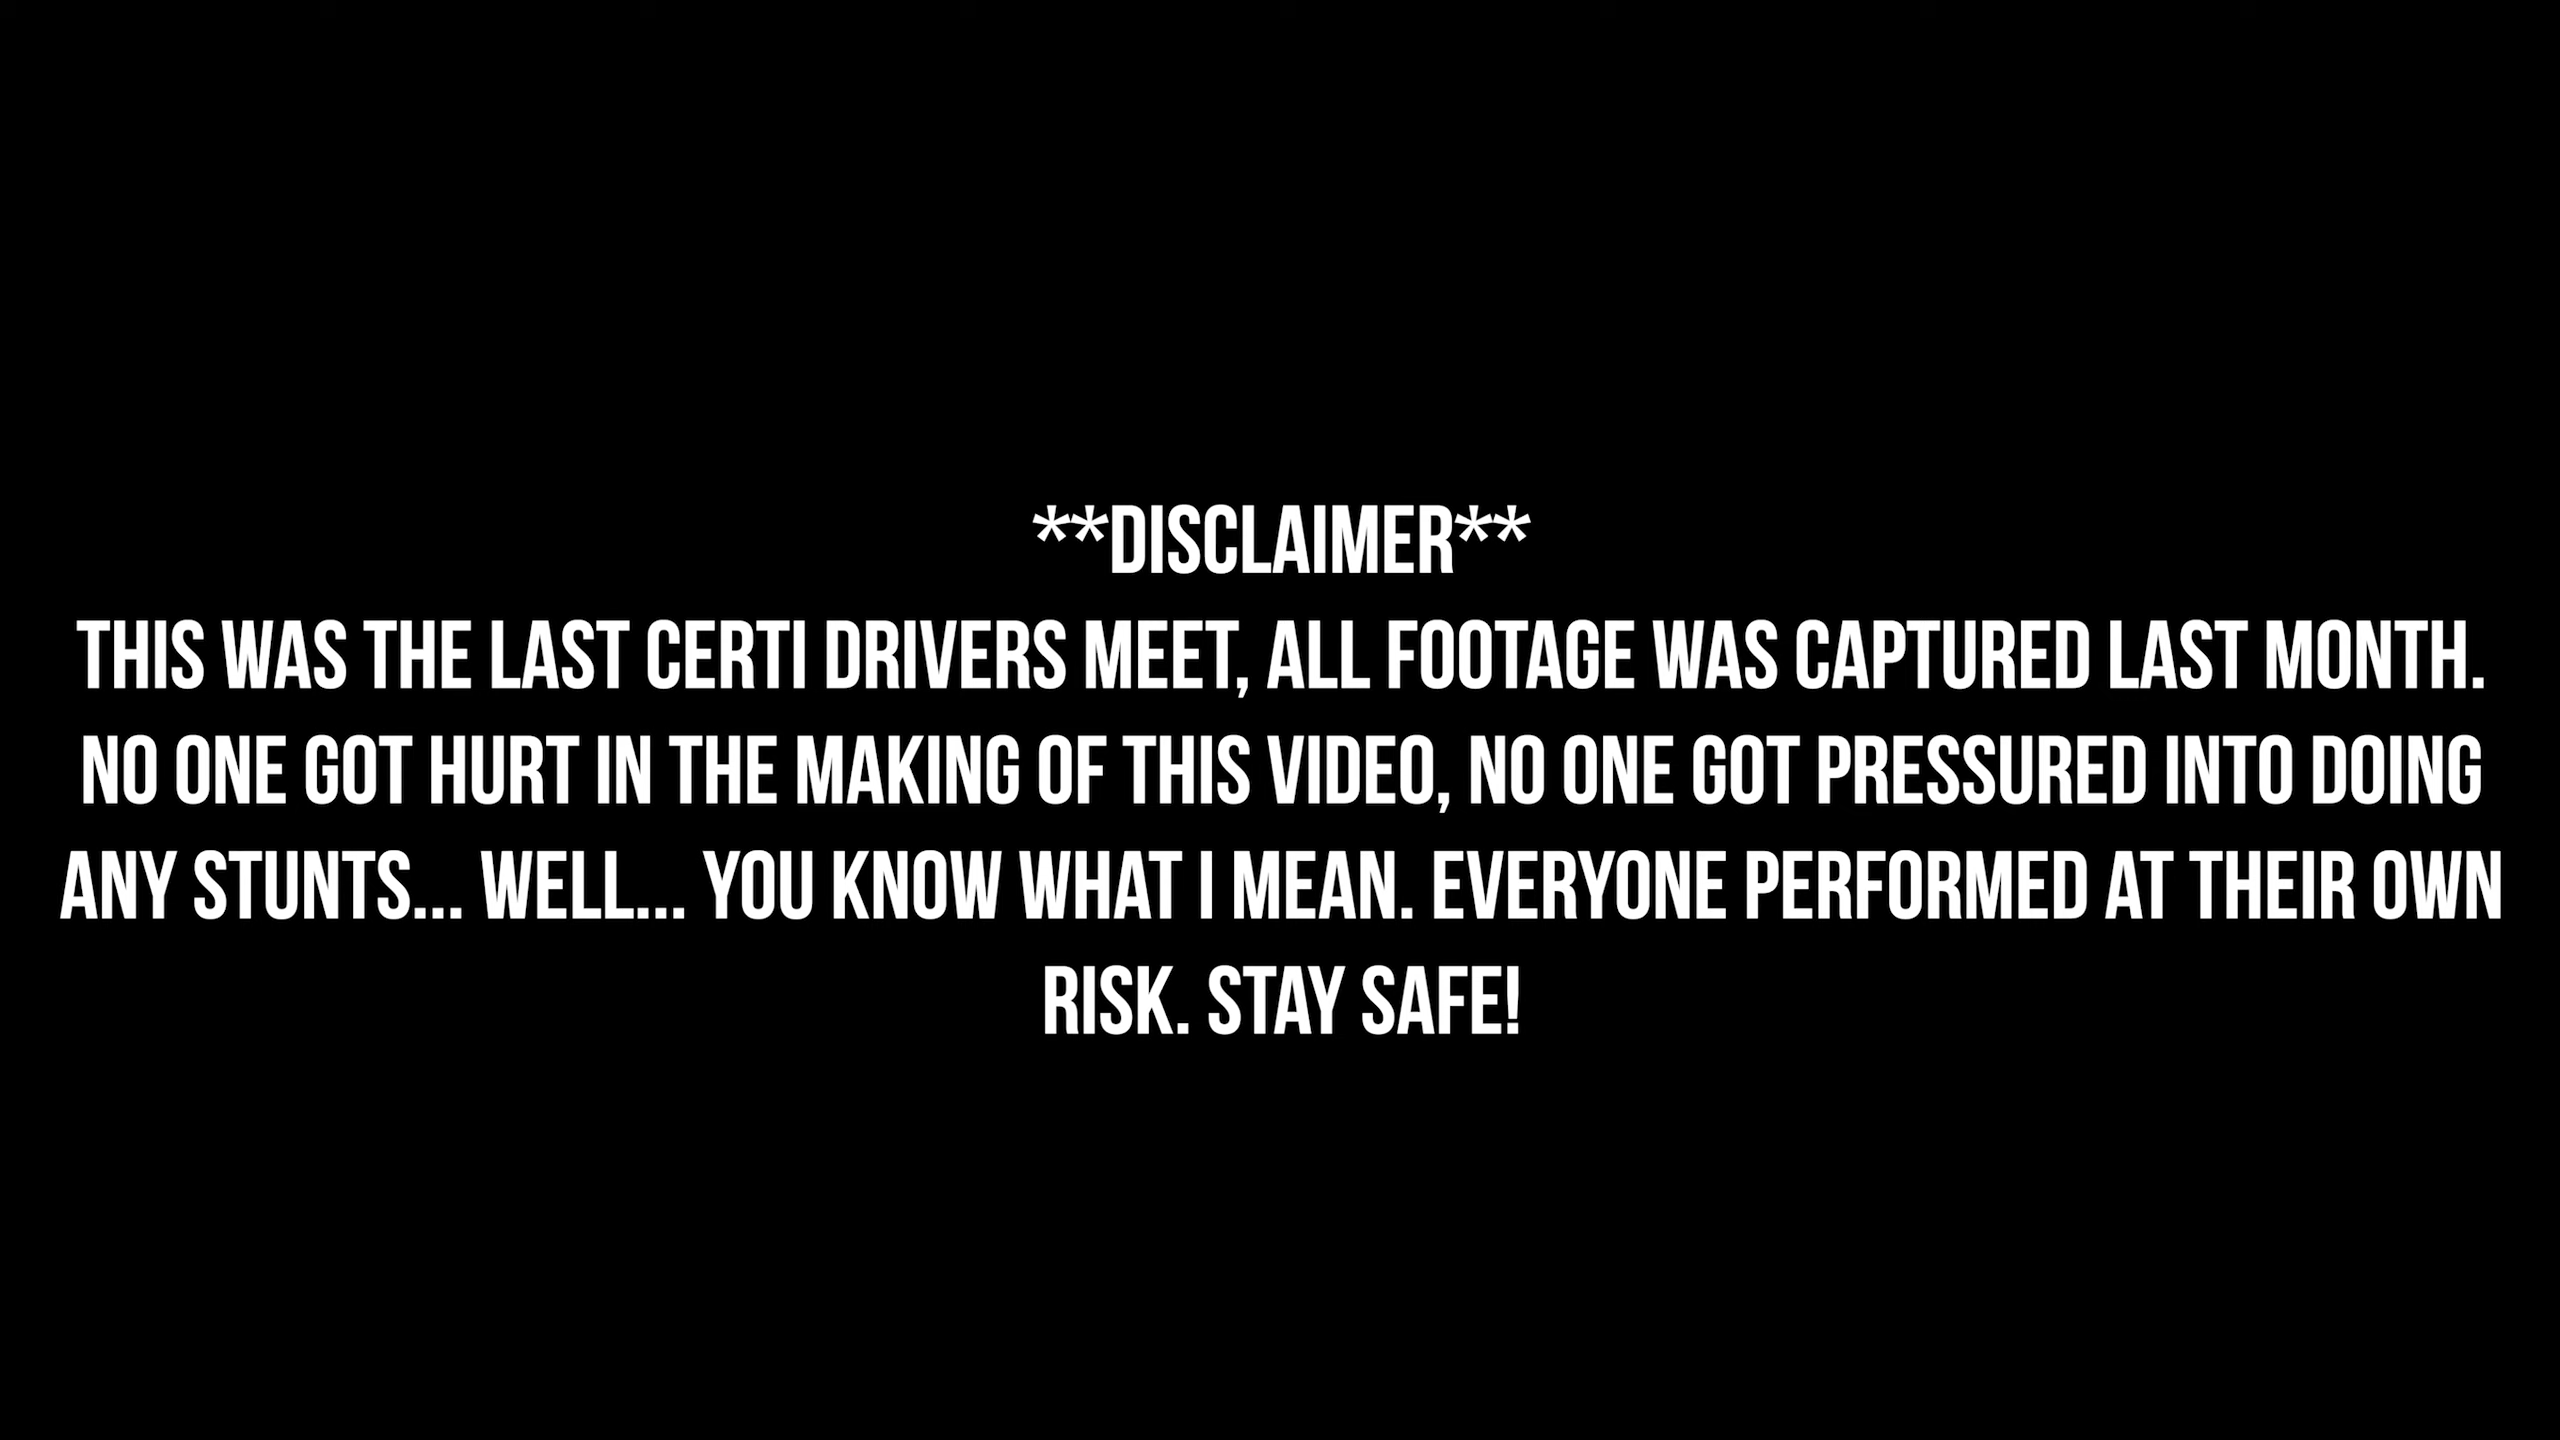 **DISCLAIMER**
THIS WAS THE LAST CERTI DRIVERS MEET, ALL FOOTAGE WAS CAPTURED LAST MONTH.
NO ONE GOT HURT IN THE MAKING OF THIS VIDEO, NO ONE GOT PRESSURED INTO DOING
ANY STUNTS... WELL... YOU KNOW WHAT I MEAN. EVERYONE PERFORMED AT THEIR OWN
RISK. STAY SAFE!